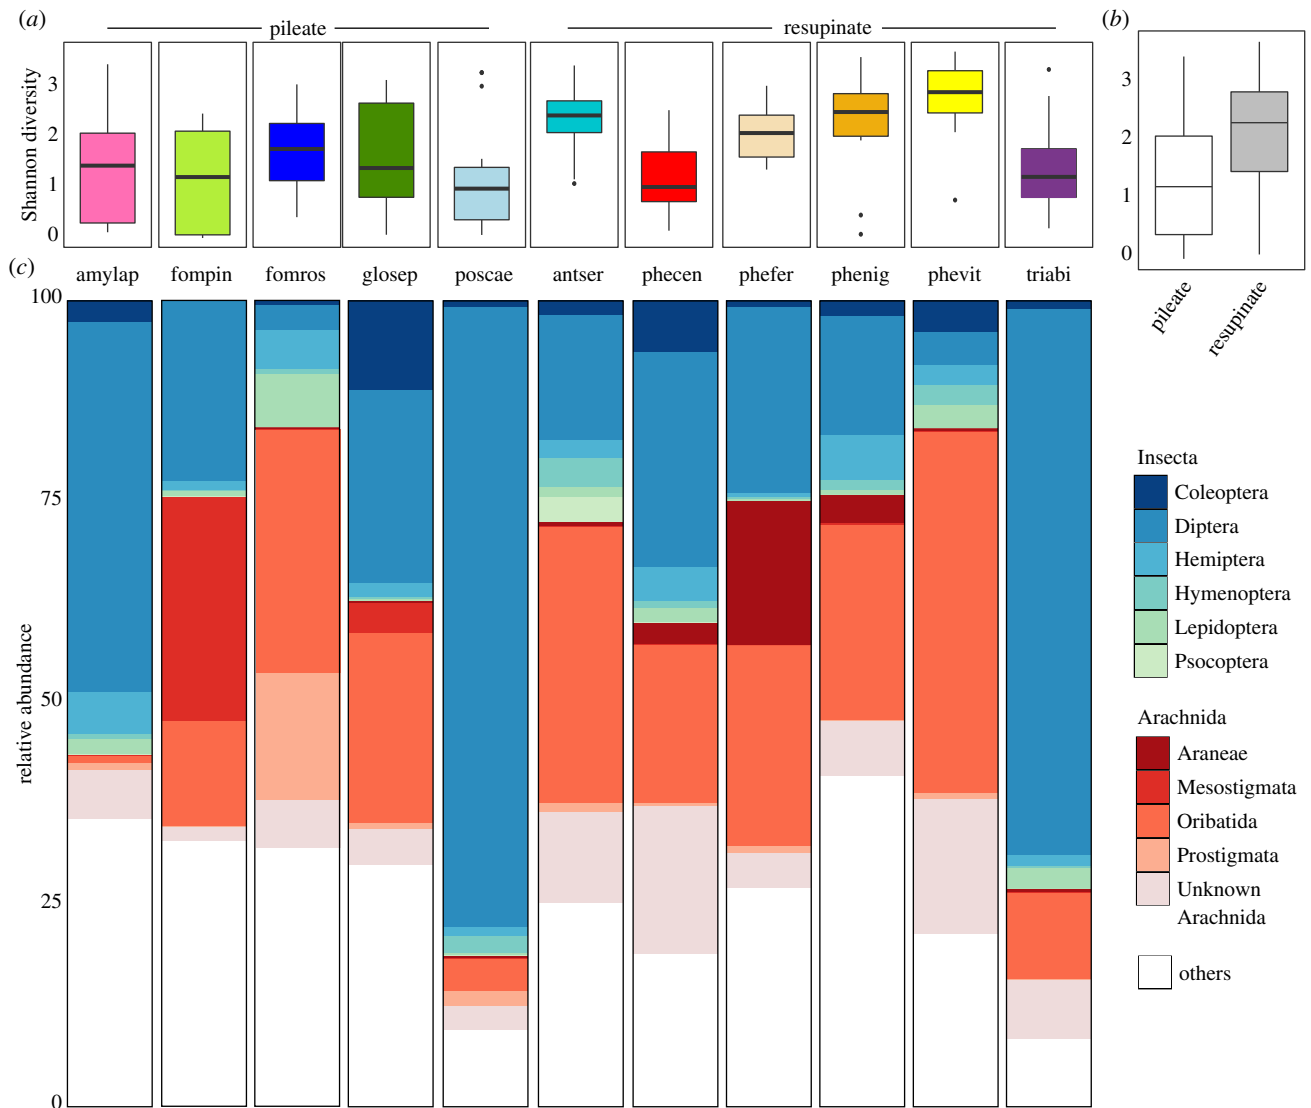 (a)
pileate
resupinate
(b)
Shannon diversity
3
2
1
0
3
2
1
0
pileate
resupinate
(c)
amylap
fompin
fomros
glosep
poscae
antser
phecen
phefer
phenig
phevit
triabi
relative abundance
100
75
50
25
0
Insecta
Coleoptera
Diptera
Hemiptera
Hymenoptera
Lepidoptera
Psocoptera
Arachnida
Araneae
Mesostigmata
Oribatida
Prostigmata
Unknown
Arachnida
others